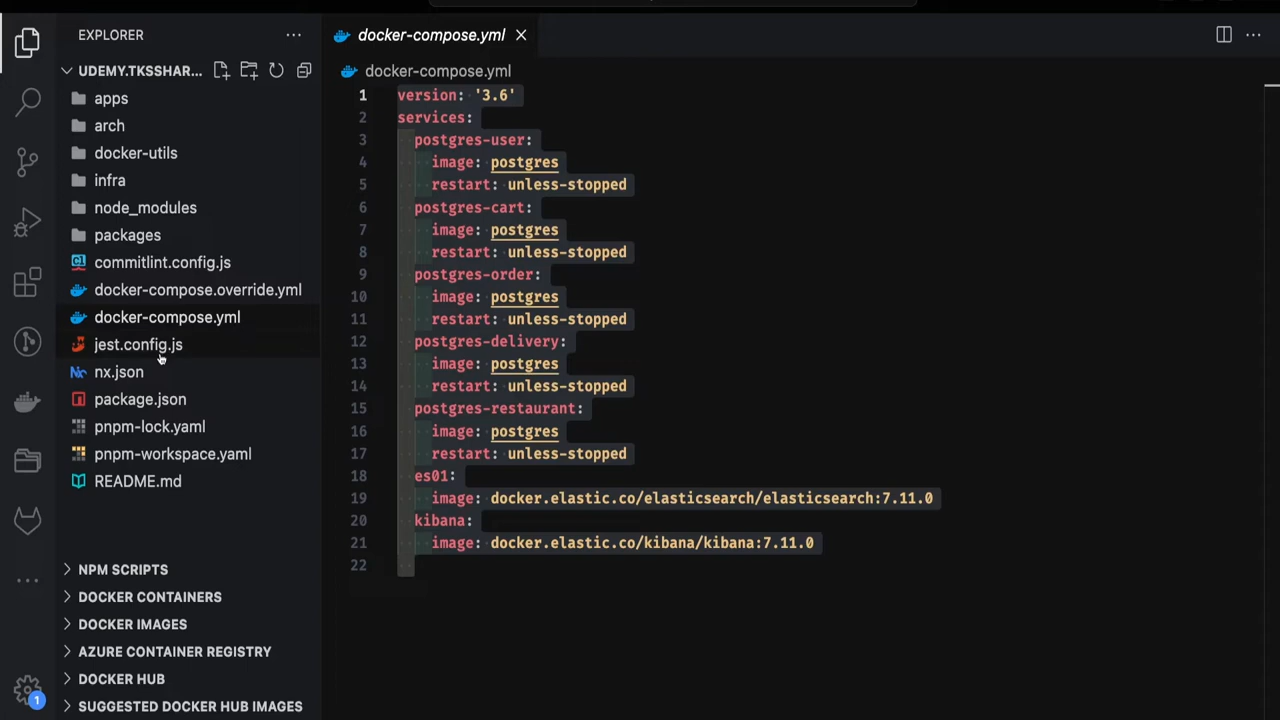 EXPLORER
UDEMY.TKSSHAR...
apps
arch
docker-utils
infra
node_modules
packages
commitlint.config.js
docker-compose.override.yml
docker-compose.yml
jest.config.js
nx.json
package.json
pnpm-lock.yaml
pnpm-workspace.yaml
README.md
NPM SCRIPTS
DOCKER CONTAINERS
DOCKER IMAGES
AZURE CONTAINER REGISTRY
DOCKER HUB
SUGGESTED DOCKER HUB IMAGES
1
docker-compose.yml
docker-compose.yml
1 version: '3.6'
2 services:
3 postgres-user:
4 image: postgres
5 restart: unless-stopped
6 postgres-cart:
7 image: postgres
8 restart: unless-stopped
9 postgres-order:
10 image: postgres
11 restart: unless-stopped
12 postgres-delivery:
13 image: postgres
14 restart: unless-stopped
15 postgres-restaurant:
16 image: postgres
17 restart: unless-stopped
18 es01:
19 image: docker.elastic.co/elasticsearch/elasticsearch:7.11.0
20 kibana:
21 image: docker.elastic.co/kibana/kibana:7.11.0
22